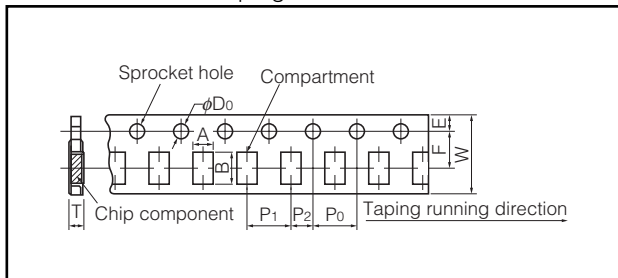 Sprocket hole
Compartment
ϕD0
A
B
E
F
W
T
Chip component
P1
P2
P0
Taping running direction